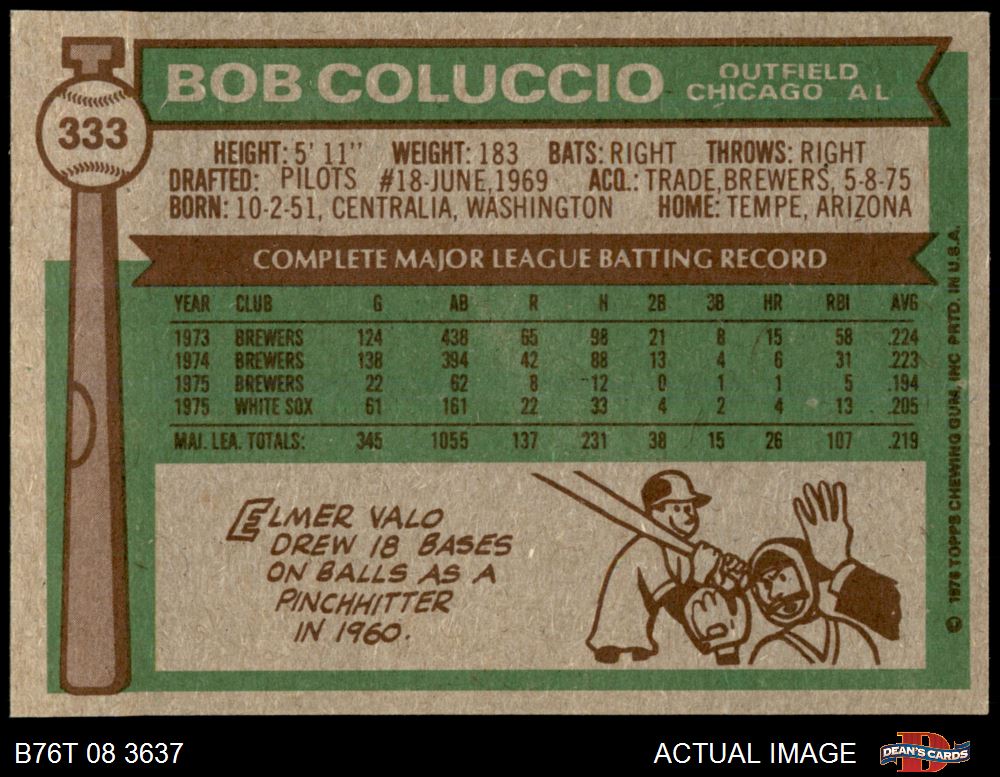 333
BOB COLUCCIO
OUTFIELD
CHICAGO AL
HEIGHT: 5' 11" WEIGHT: 183 BATS: RIGHT THROWS: RIGHT
DRAFTED: PILOTS #18-JUNE,1969 ACQ.: TRADE,BREWERS, 5-8-75
BORN: 10-2-51, CENTRALIA, WASHINGTON HOME: TEMPE, ARIZONA
COMPLETE MAJOR LEAGUE BATTING RECORD
YEAR CLUB G AB R H 2B 3B HR RBI AVG
1973 BREWERS 124 438 65 98 21 8 15 58 .224
1974 BREWERS 138 394 42 88 13 4 6 31 .223
1975 BREWERS 22 62 8 12 0 1 1 5 .194
1975 WHITE SOX 61 161 22 33 4 2 4 13 .205
MAJ. LEA. TOTALS: 345 1055 137 231 38 15 26 107 .219
ELMER VALO
DREW 18 BASES
ON BALLS AS A
PINCHHITTER
IN 1960.
© 1976 TOPPS CHEWING GUM, INC PRTD. IN U.S.A.
B76T 08 3637
ACTUAL IMAGE
D
DEAN'S CARDS